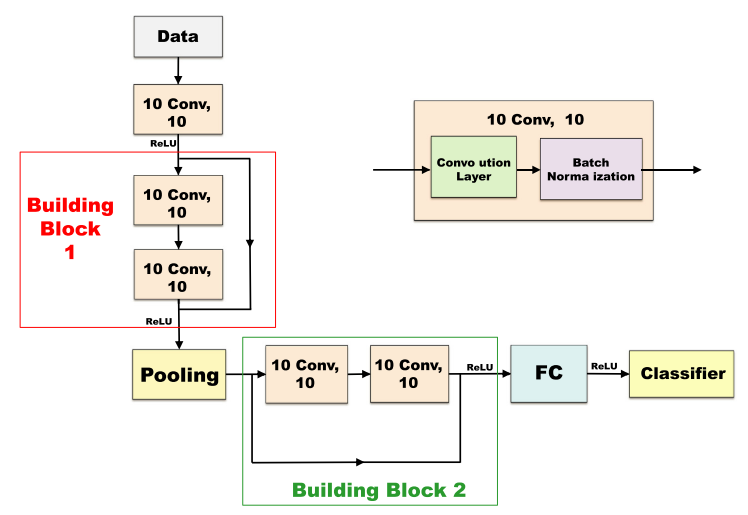 Data
10 Conv,
10
ReLU
Building
Block
1
10 Conv,
10
10 Conv,
10
ReLU
10 Conv, 10
Convo ution
Layer
Batch
Norma ization
Pooling
10 Conv,
10
10 Conv,
10
ReLU
FC
ReLU
Classifier
Building Block 2